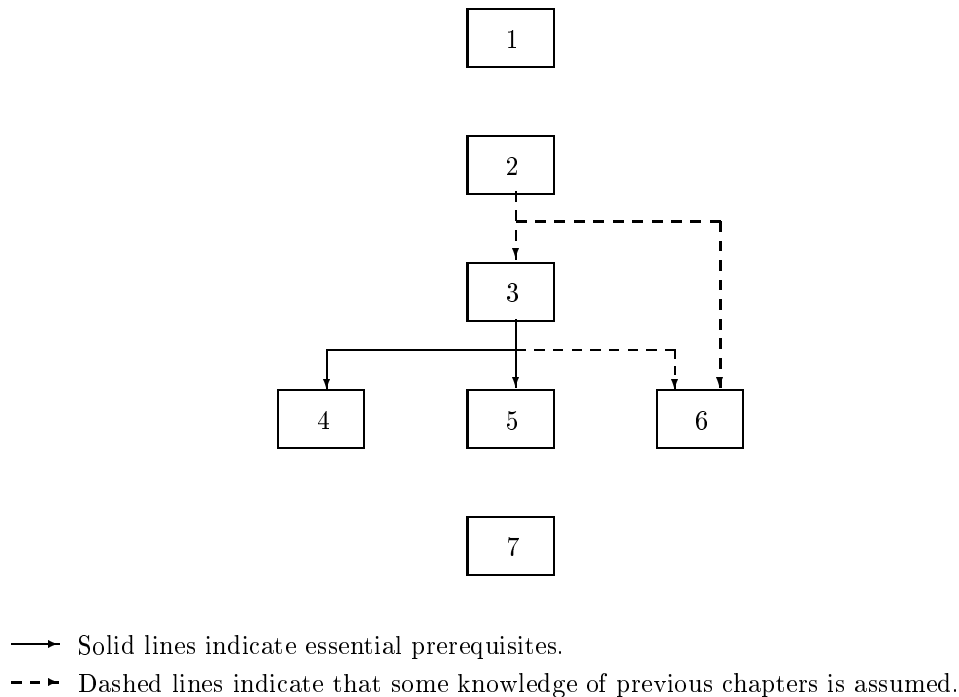 1
2
3
4 5 6
7
Solid lines indicate essential prerequisites.
Dashed lines indicate that some knowledge of previous chapters is assumed.